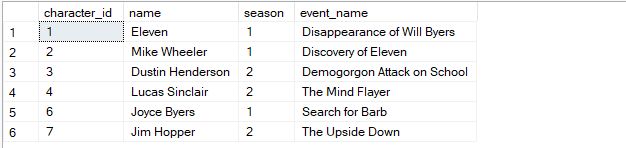 character_id name season event_name
1 1 Eleven 1 Disappearance of Will Byers
2 2 Mike Wheeler 1 Discovery of Eleven
3 3 Dustin Henderson 2 Demogorgon Attack on School
4 4 Lucas Sinclair 2 The Mind Flayer
5 6 Joyce Byers 1 Search for Barb
6 7 Jim Hopper 2 The Upside Down